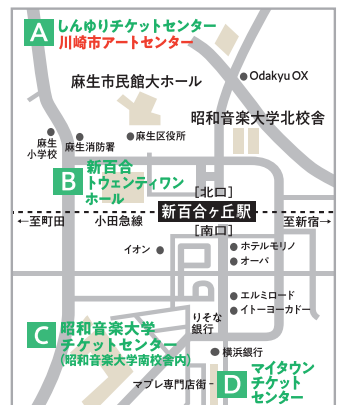 A しんゆりチケットセンター
川崎市アートセンター
麻生市民館大ホール
Odakyu OX
昭和音楽大学北校舎
麻生
小学校
麻生消防署
麻生区役所
B 新百合
トウェンティワン
ホール
[北口]
新百合ヶ丘駅
[南口]
←至町田
小田急線
至新宿→
イオン
ホテルモリノ
オーパ
エルミロード
イトーヨーカドー
りそな
銀行
C 昭和音楽大学
チケットセンター
(昭和音楽大学南校舎内)
横浜銀行
マプレ専門店街
D マイタウン
チケット
センター